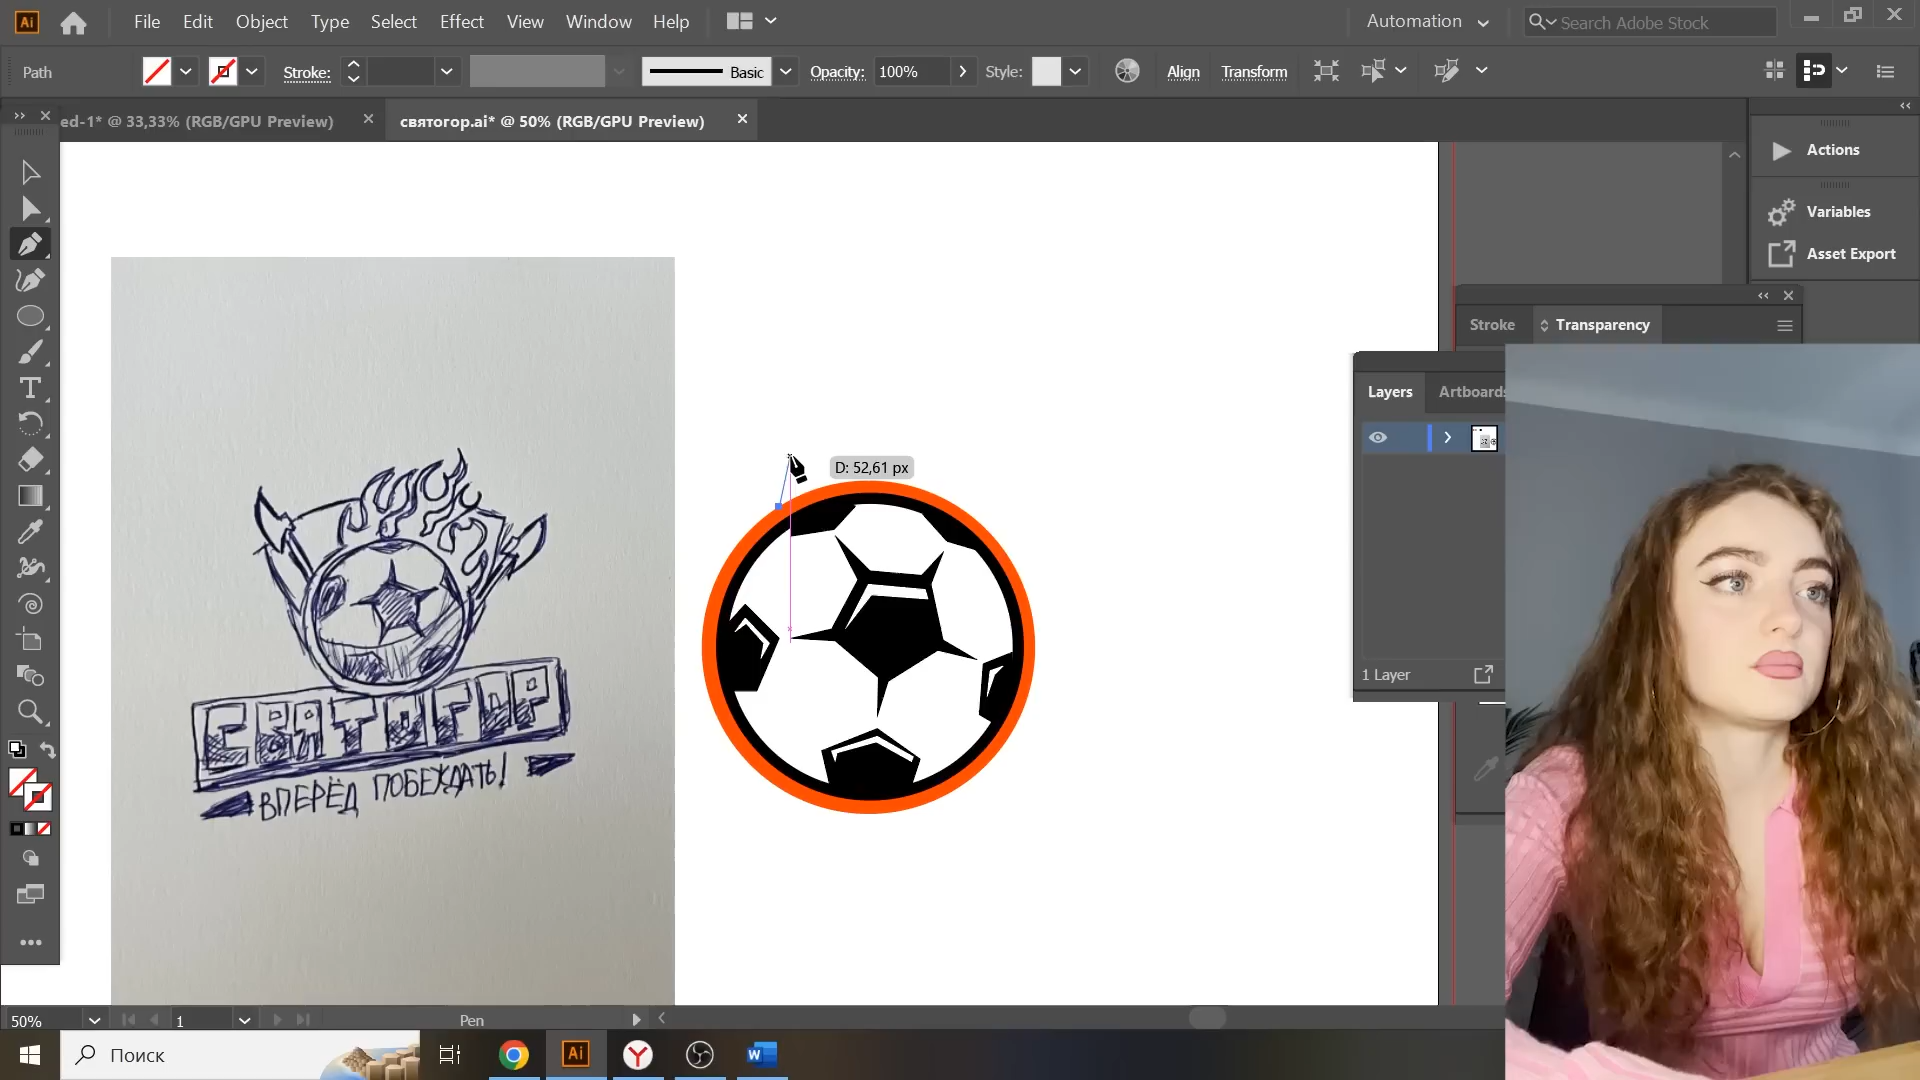 Ai File Edit Object Type Select Effect View Window Help Automation Search Adobe Stock
Path Stroke: Basic Opacity: 100% Style: Align Transform
ed-1* @ 33,33% (RGB/GPU Preview) святогор.ai* @ 50% (RGB/GPU Preview)
Actions
Variables
Asset Export
Stroke Transparency
Layers Artboards
D: 52,61 px
1 Layer
СВЯТОГОР
ВПЕРЁД ПОБЕЖДАТЬ!
50% 1 Pen
Поиск Ai Y W